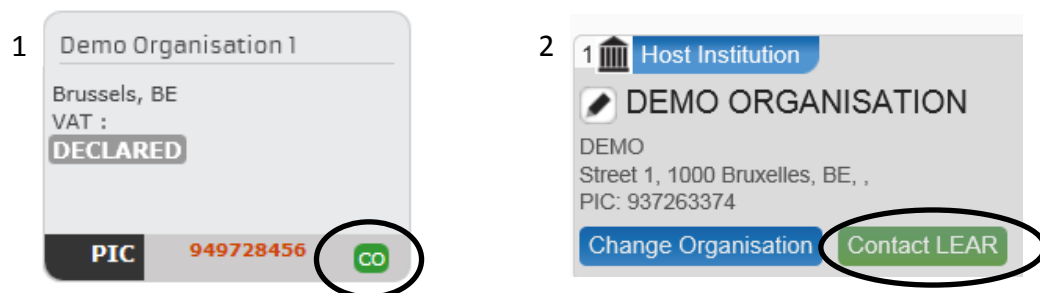 1
Demo Organisation 1
Brussels, BE
VAT :
DECLARED
PIC 949728456 CO
2
1 Host Institution
DEMO ORGANISATION
DEMO
Street 1, 1000 Bruxelles, BE, ,
PIC: 937263374
Change Organisation Contact LEAR